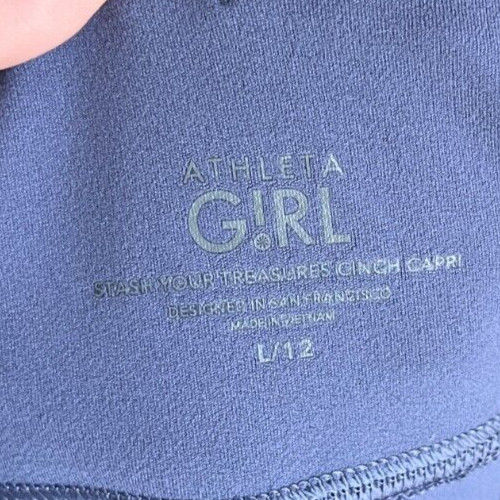 ATHLETA
G!RL
STASH YOUR TREASURES CINCH CAPRI
DESIGNED IN SAN FRANCISCO
MADE IN VIETNAM
L/12